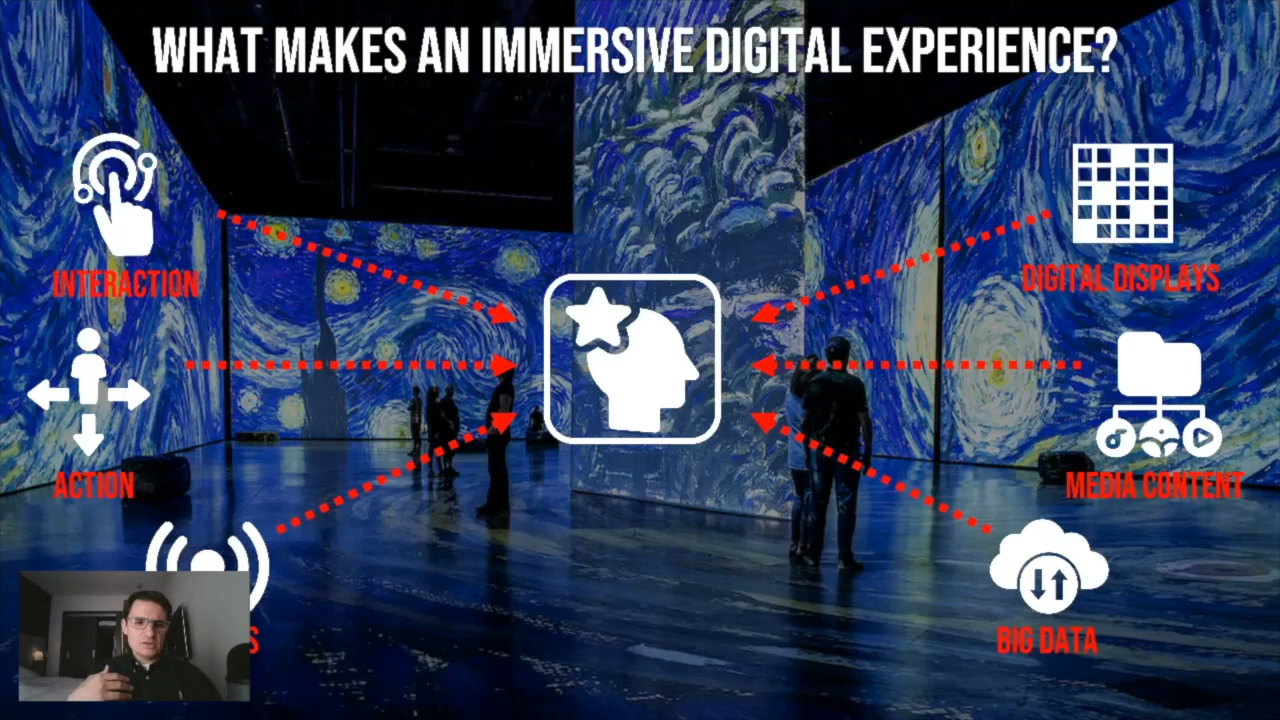 WHAT MAKES AN IMMERSIVE DIGITAL EXPERIENCE?
INTERACTION
DIGITAL DISPLAYS
ACTION
MEDIA CONTENT
BIG DATA